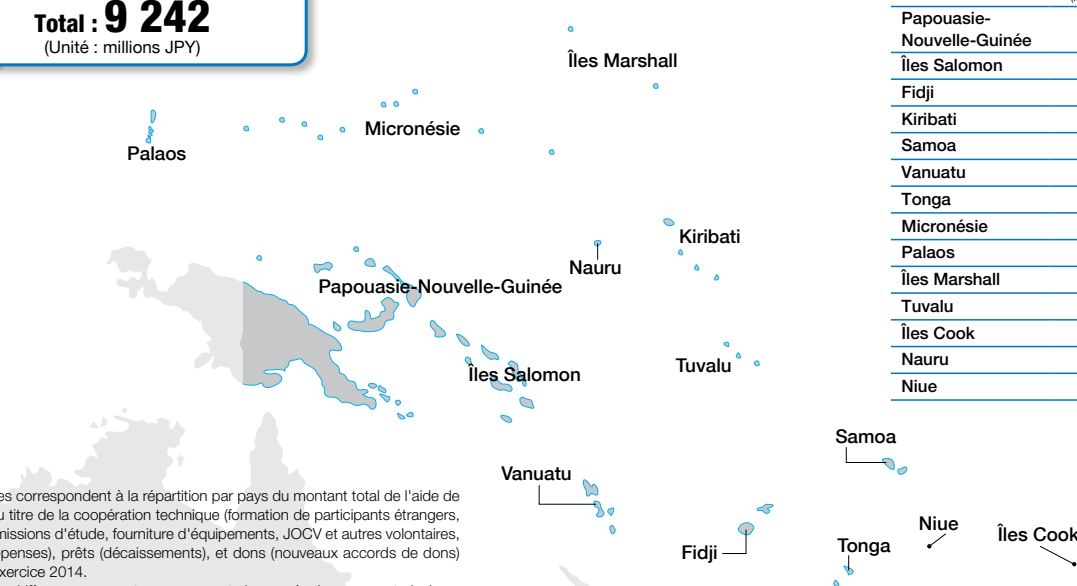 Total : 9 242
(Unité : millions JPY)
Îles Marshall
Micronésie
Palaos
Kiribati
Nauru
Papouasie-Nouvelle-Guinée
Tuvalu
Îles Salomon
Samoa
Vanuatu
Niue
Îles Cook
Fidji
Tonga
Papouasie-
Nouvelle-Guinée
Îles Salomon
Fidji
Kiribati
Samoa
Vanuatu
Tonga
Micronésie
Palaos
Îles Marshall
Tuvalu
Îles Cook
Nauru
Niue
es correspondent à la répartition par pays du montant total de l'aide de
u titre de la coopération technique (formation de participants étrangers,
missions d'étude, fourniture d'équipements, JOCV et autres volontaires,
penses), prêts (décaissements), et dons (nouveaux accords de dons)
xercice 2014.